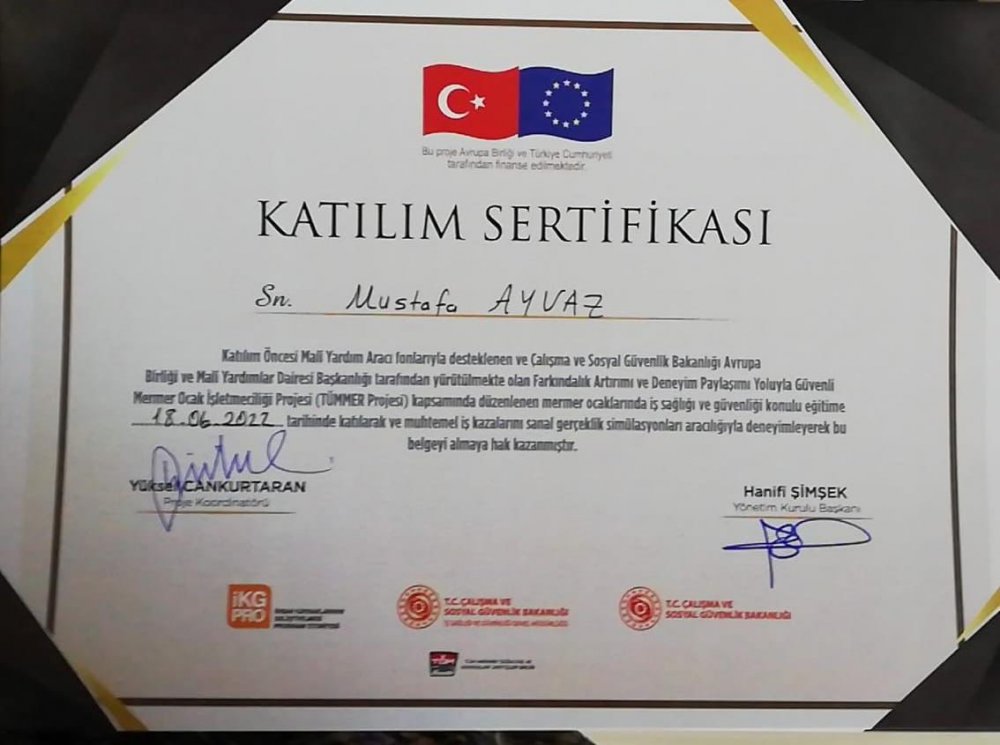 Bu proje Avrupa Birliği ve Türkiye Cumhuriyeti
tarafından finanse edilmektedir.
KATILIM SERTİFİKASI
Sn. Mustafa AYVAZ
Katılım Öncesi Mali Yardım Aracı fonlarıyla desteklenen ve Çalışma ve Sosyal Güvenlik Bakanlığı Avrupa
Birliği ve Mali Yardımlar Dairesi Başkanlığı tarafından yürütülmekte olan Farkındalık Artırımı ve Deneyim Paylaşımı Yoluyla Güvenli
Mermer Ocak İşletmeciliği Projesi (TÜMMER Projesi) kapsamında düzenlenen mermer ocaklarında iş sağlığı ve güvenliği konulu eğitime
18.06.2022 tarihinde katılarak ve muhtemel iş kazalarını sanal gerçeklik simülasyonları aracılığıyla deneyimleyerek bu
belgeyi almaya hak kazanmıştır.
Yüksel CANKURTARAN
Proje Koordinatörü
Hanifi ŞİMŞEK
Yönetim Kurulu Başkanı
iKG
PRO
T.C. ÇALIŞMA VE
SOSYAL GÜVENLİK BAKANLIĞI
T.C. ÇALIŞMA VE
SOSYAL GÜVENLİK BAKANLIĞI